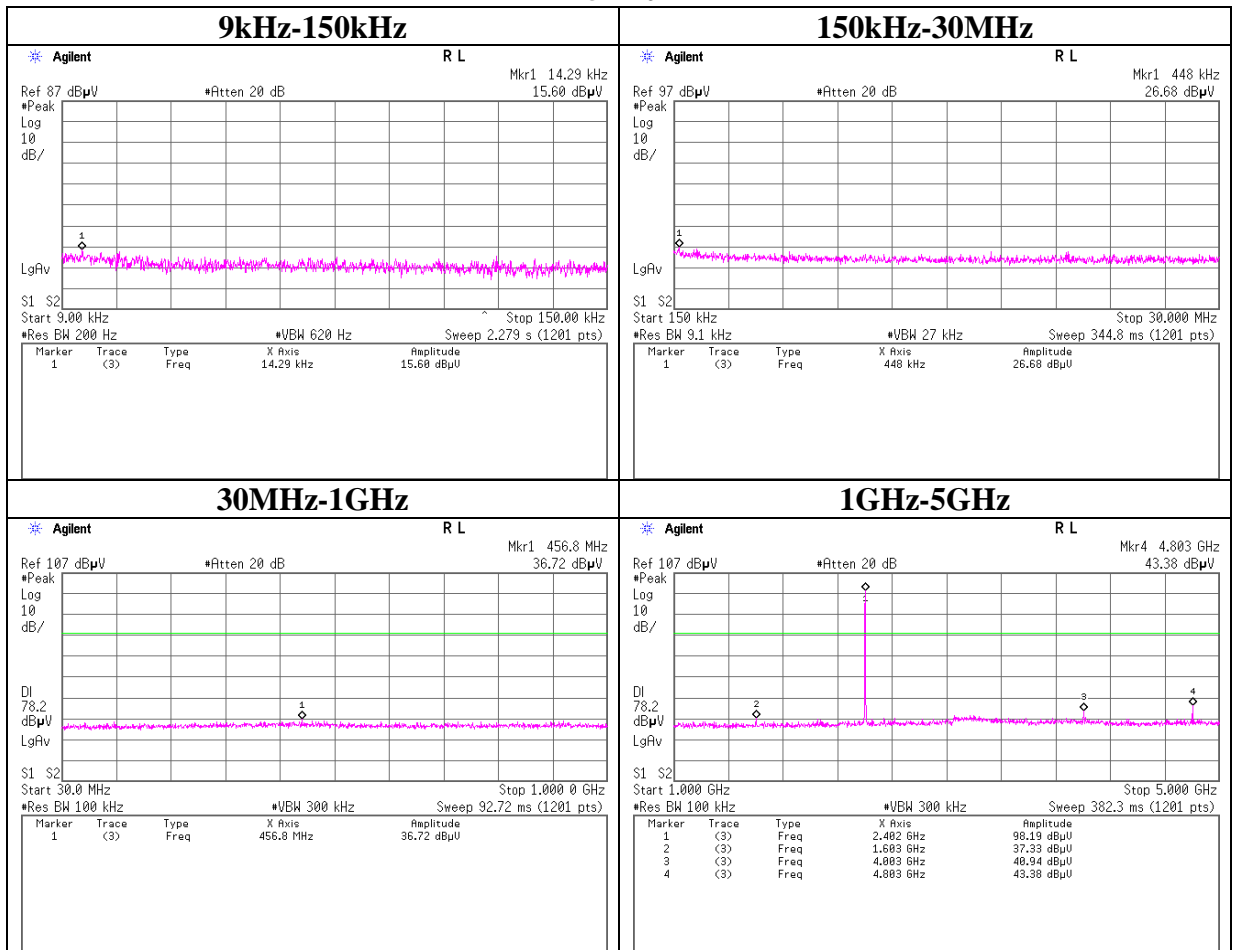 9kHz-150kHz
Agilent R L
Mkr1 14.29 kHz
Ref 87 dBµV #Atten 20 dB 15.60 dBµV
#Peak
Log
10
dB/
1
LgAv
S1 S2
Start 9.00 kHz ^ Stop 150.00 kHz
#Res BW 200 Hz #VBW 620 Hz Sweep 2.279 s (1201 pts)
Marker Trace Type X Axis Amplitude
1 (3) Freq 14.29 kHz 15.60 dBµV
150kHz-30MHz
Agilent R L
Mkr1 448 kHz
Ref 97 dBµV #Atten 20 dB 26.68 dBµV
#Peak
Log
10
dB/
1
LgAv
S1 S2
Start 150 kHz Stop 30.000 MHz
#Res BW 9.1 kHz #VBW 27 kHz Sweep 344.8 ms (1201 pts)
Marker Trace Type X Axis Amplitude
1 (3) Freq 448 kHz 26.68 dBµV
30MHz-1GHz
Agilent R L
Mkr1 456.8 MHz
Ref 107 dBµV #Atten 20 dB 36.72 dBµV
#Peak
Log
10
dB/
DI
78.2
dBµV
1
LgAv
S1 S2
Start 30.0 MHz Stop 1.000 0 GHz
#Res BW 100 kHz #VBW 300 kHz Sweep 92.72 ms (1201 pts)
Marker Trace Type X Axis Amplitude
1 (3) Freq 456.8 MHz 36.72 dBµV
1GHz-5GHz
Agilent R L
Mkr4 4.803 GHz
Ref 107 dBµV #Atten 20 dB 43.38 dBµV
#Peak
Log
10
dB/
1
DI
78.2
dBµV
2 3 4
LgAv
S1 S2
Start 1.000 GHz Stop 5.000 GHz
#Res BW 100 kHz #VBW 300 kHz Sweep 382.3 ms (1201 pts)
Marker Trace Type X Axis Amplitude
1 (3) Freq 2.402 GHz 98.19 dBµV
2 (3) Freq 1.603 GHz 37.33 dBµV
3 (3) Freq 4.003 GHz 40.94 dBµV
4 (3) Freq 4.803 GHz 43.38 dBµV